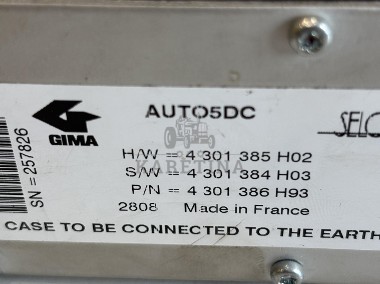 SN = 257826
GIMA
AUTO5DC
H/W = 4 301 385 H02
S/W = 4 301 384 H03
P/N = 4 301 386 H93
2808 Made in France
CASE TO BE CONNECTED TO THE EARTH
KARETINA